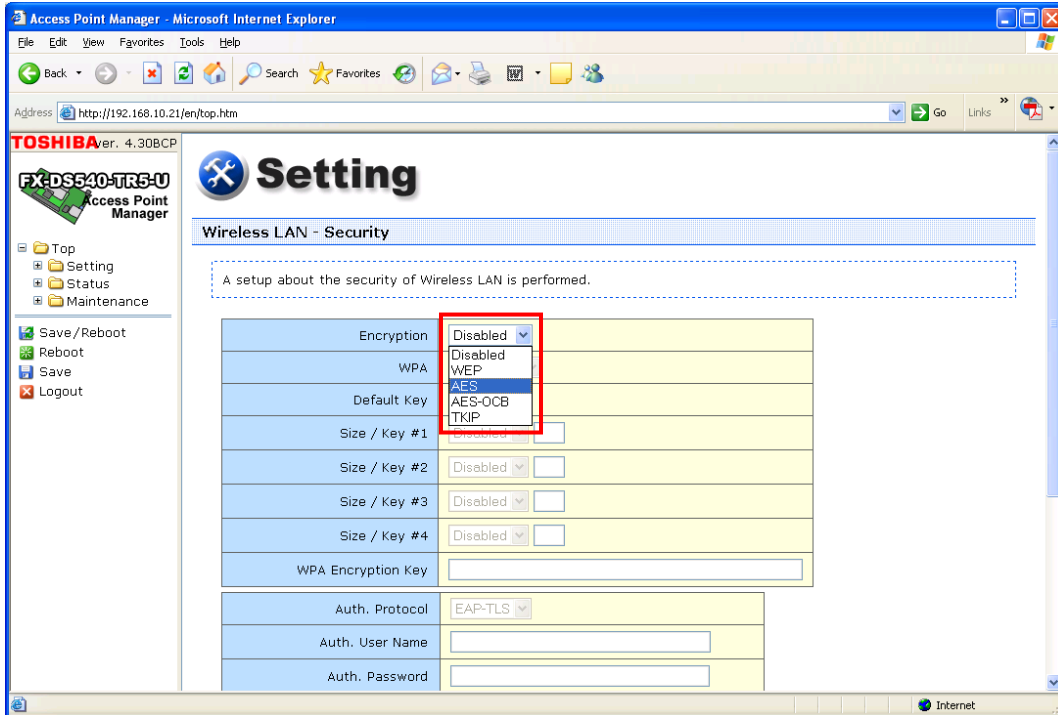 Access Point Manager - Microsoft Internet Explorer
File Edit View Favorites Tools Help
Back Search Favorites
Address http://192.168.10.21/en/top.htm Go Links »
TOSHIBA ver. 4.30BCP
FX-DS540-TR5-U
Access Point
Manager
Top
Setting
Status
Maintenance
Save/Reboot
Reboot
Save
Logout
Setting
Wireless LAN - Security
A setup about the security of Wireless LAN is performed.
Encryption Disabled
Disabled
WEP
AES
AES-OCB
TKIP
WPA
Default Key
Size / Key #1 Disabled
Size / Key #2 Disabled
Size / Key #3 Disabled
Size / Key #4 Disabled
WPA Encryption Key
Auth. Protocol EAP-TLS
Auth. User Name
Auth. Password
Internet